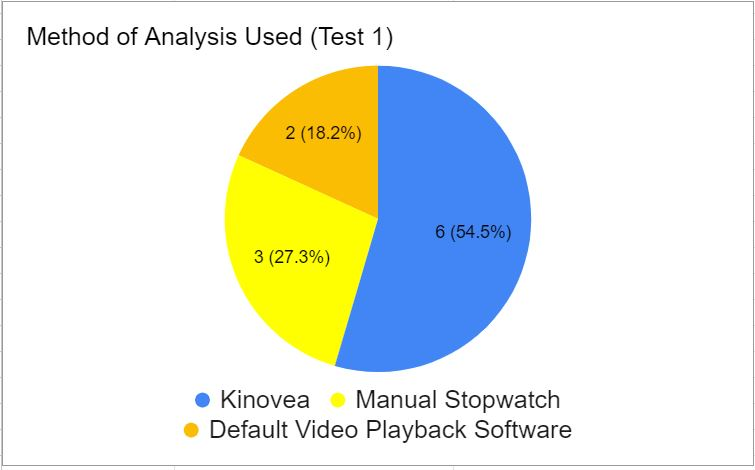 Method of Analysis Used (Test 1)
2 (18.2%)
6 (54.5%)
3 (27.3%)
Kinovea
Manual Stopwatch
Default Video Playback Software